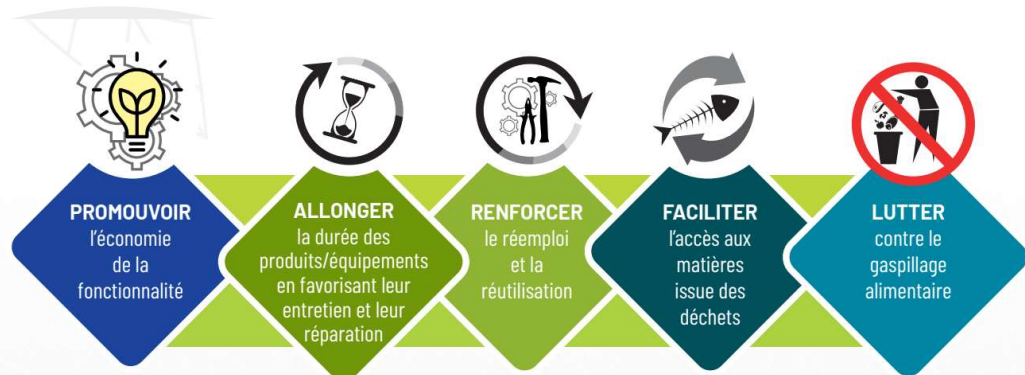 PROMOUVOIR
l'économie
de la
fonctionnalité
ALLONGER
la durée des
produits/équipements
en favorisant leur
entretien et leur
réparation
RENFORCER
le réemploi
et la
réutilisation
FACILITER
l'accès aux
matières
issue des
déchets
LUTTER
contre le
gaspillage
alimentaire